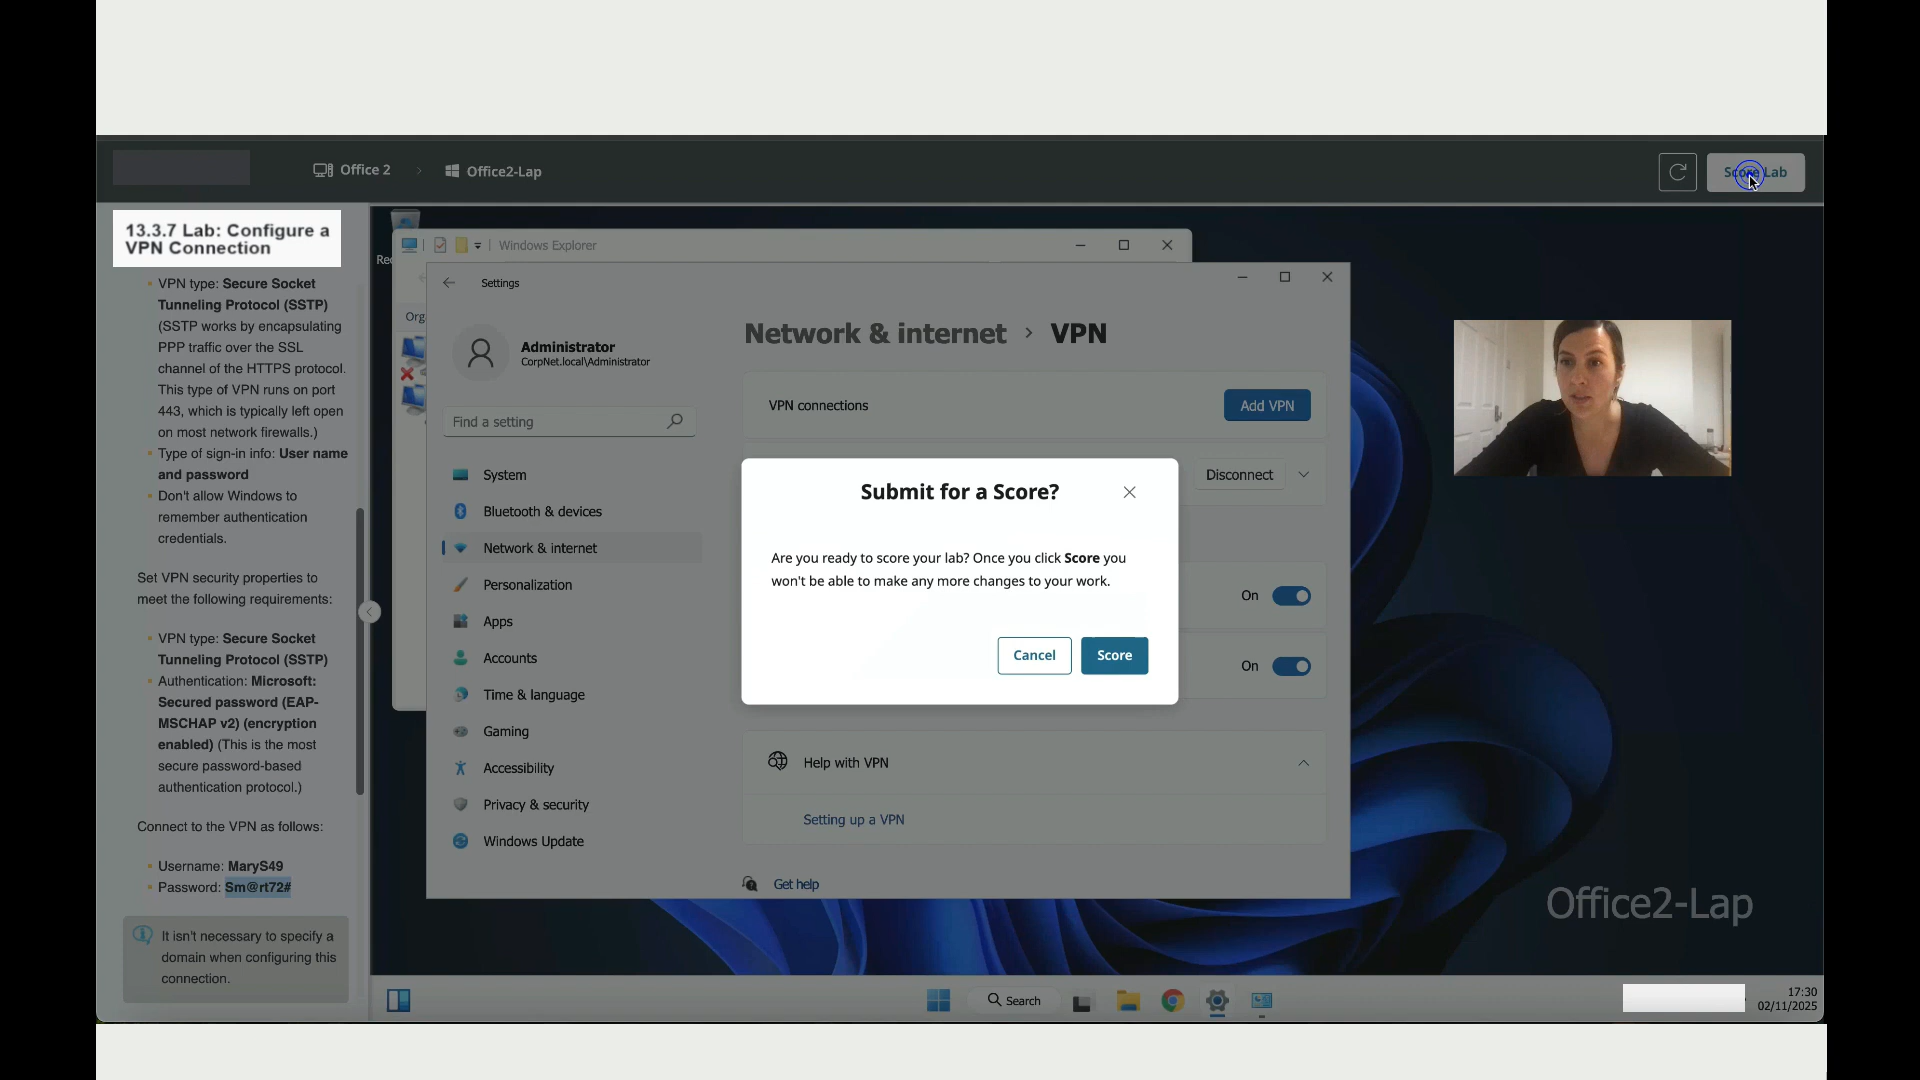 Office 2
Office2-Lap
Score Lab
13.3.7 Lab: Configure a
VPN Connection
VPN type: Secure Socket
Tunneling Protocol (SSTP)
(SSTP works by encapsulating
PPP traffic over the SSL
channel of the HTTPS protocol.
This type of VPN runs on port
443, which is typically left open
on most network firewalls.)
Type of sign-in info: User name
and password
Don't allow Windows to
remember authentication
credentials.
Set VPN security properties to
meet the following requirements:
VPN type: Secure Socket
Tunneling Protocol (SSTP)
Authentication: Microsoft:
Secured password (EAP-
MSCHAP v2) (encryption
enabled) (This is the most
secure password-based
authentication protocol.)
Connect to the VPN as follows:
Username: MaryS49
Password: Sm@rt72#
It isn't necessary to specify a
domain when configuring this
connection.
Windows Explorer
Settings
Administrator
CorpNet.local\Administrator
Find a setting
System
Bluetooth & devices
Network & internet
Personalization
Apps
Accounts
Time & language
Gaming
Accessibility
Privacy & security
Windows Update
Network & internet > VPN
VPN connections
Add VPN
Disconnect
Submit for a Score?
Are you ready to score your lab? Once you click Score you
won't be able to make any more changes to your work.
Cancel
Score
On
On
Help with VPN
Setting up a VPN
Get help
Office2-Lap
Search
17:30
02/11/2025